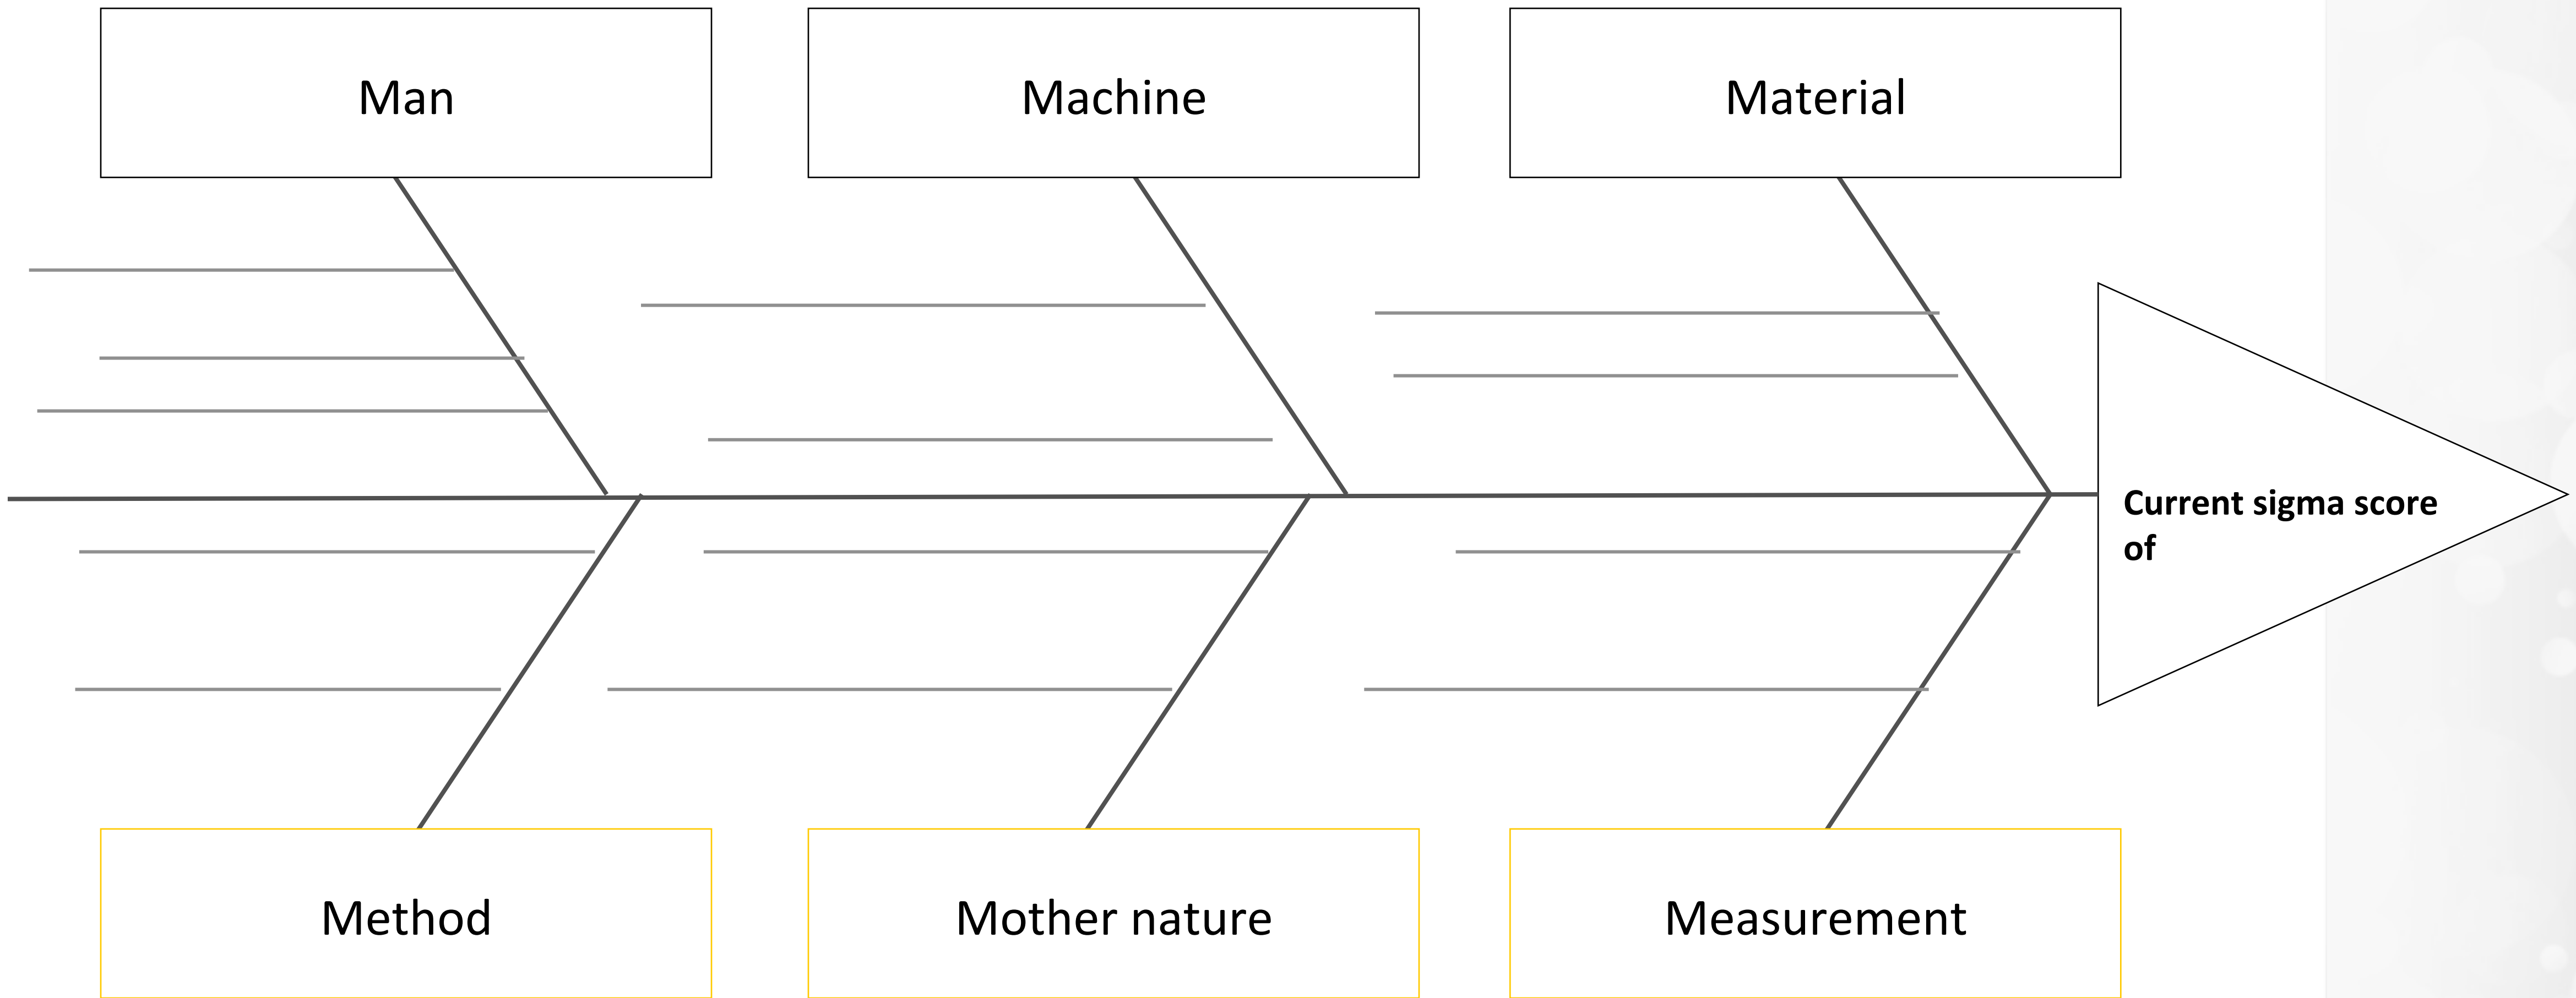 Man
Machine
Material
Current sigma score
of
Method
Mother nature
Measurement